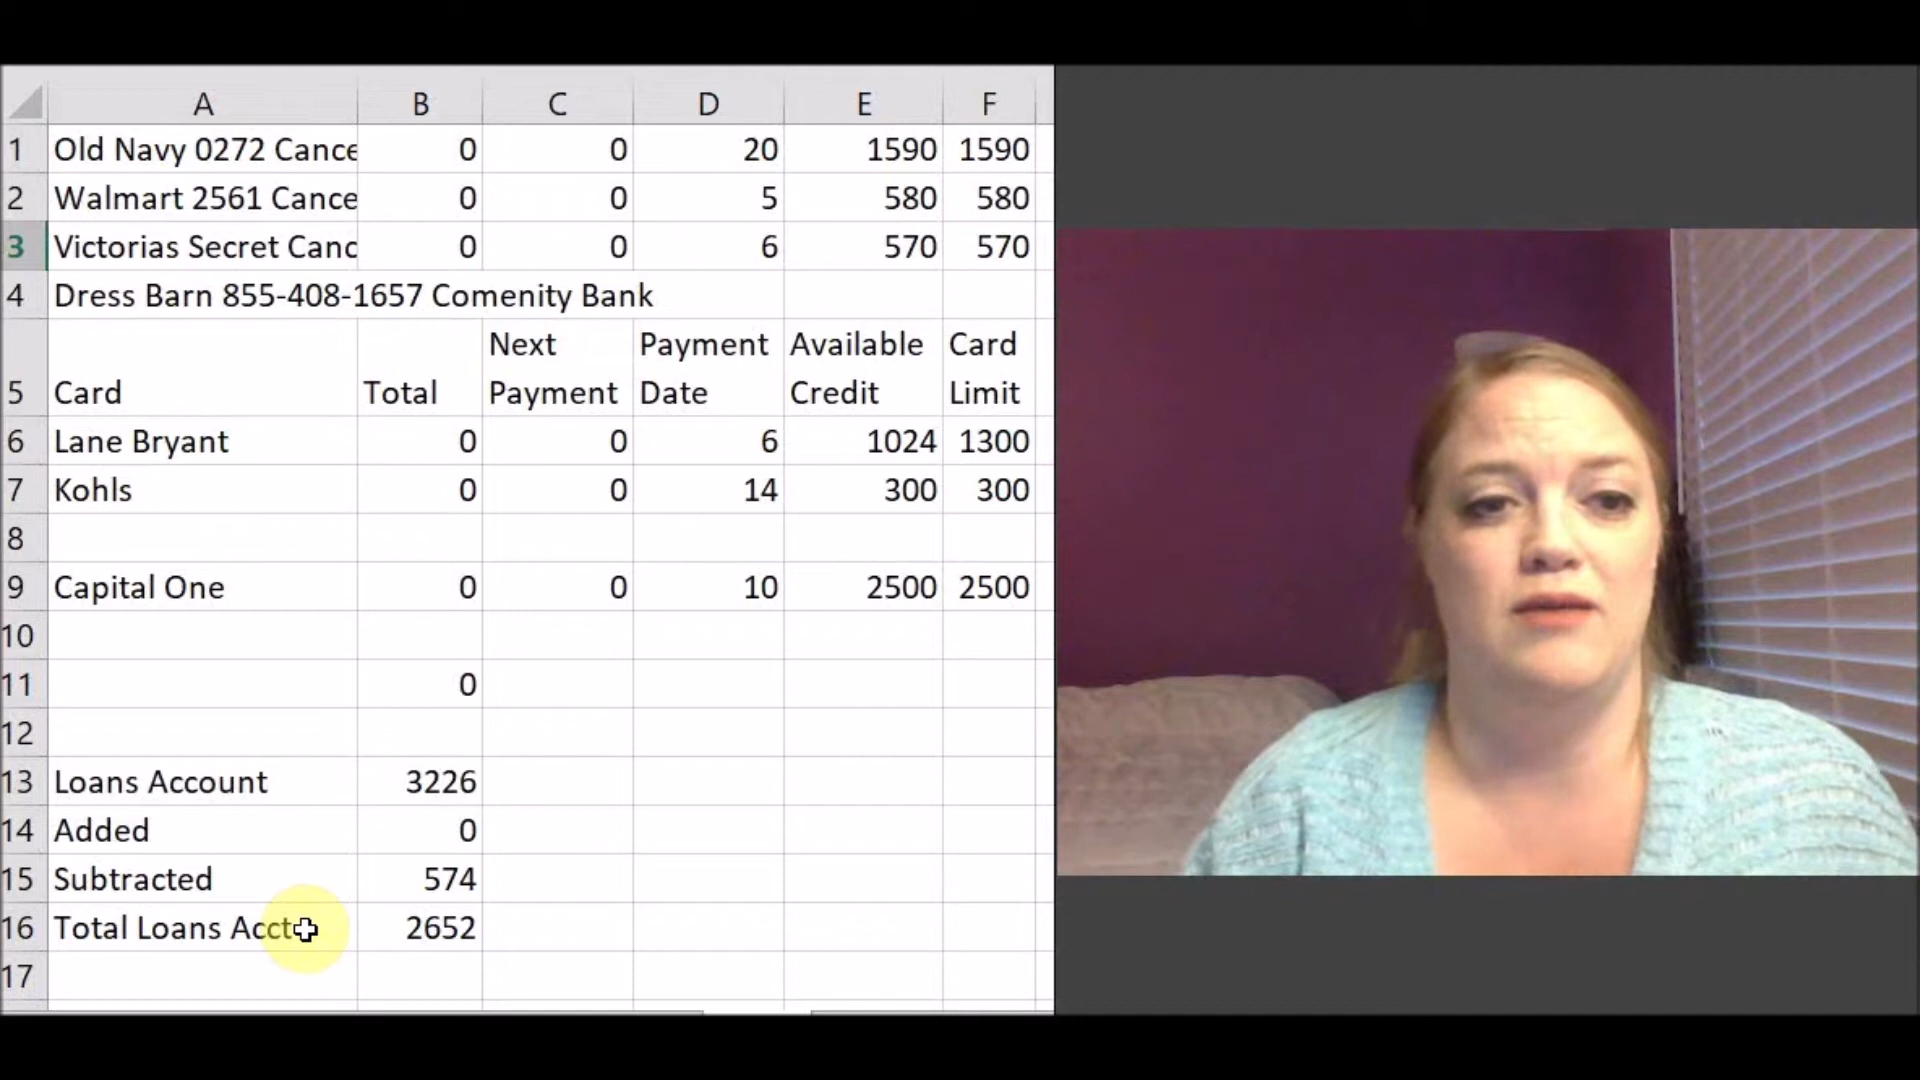 A B C D E F
1 Old Navy 0272 Cance 0 0 20 1590 1590
2 Walmart 2561 Cance 0 0 5 580 580
3 Victorias Secret Canc 0 0 6 570 570
4 Dress Barn 855-408-1657 Comenity Bank
Next Payment Available Card
5 Card Total Payment Date Credit Limit
6 Lane Bryant 0 0 6 1024 1300
7 Kohls 0 0 14 300 300
8
9 Capital One 0 0 10 2500 2500
10
11 0
12
13 Loans Account 3226
14 Added 0
15 Subtracted 574
16 Total Loans Acct 2652
17